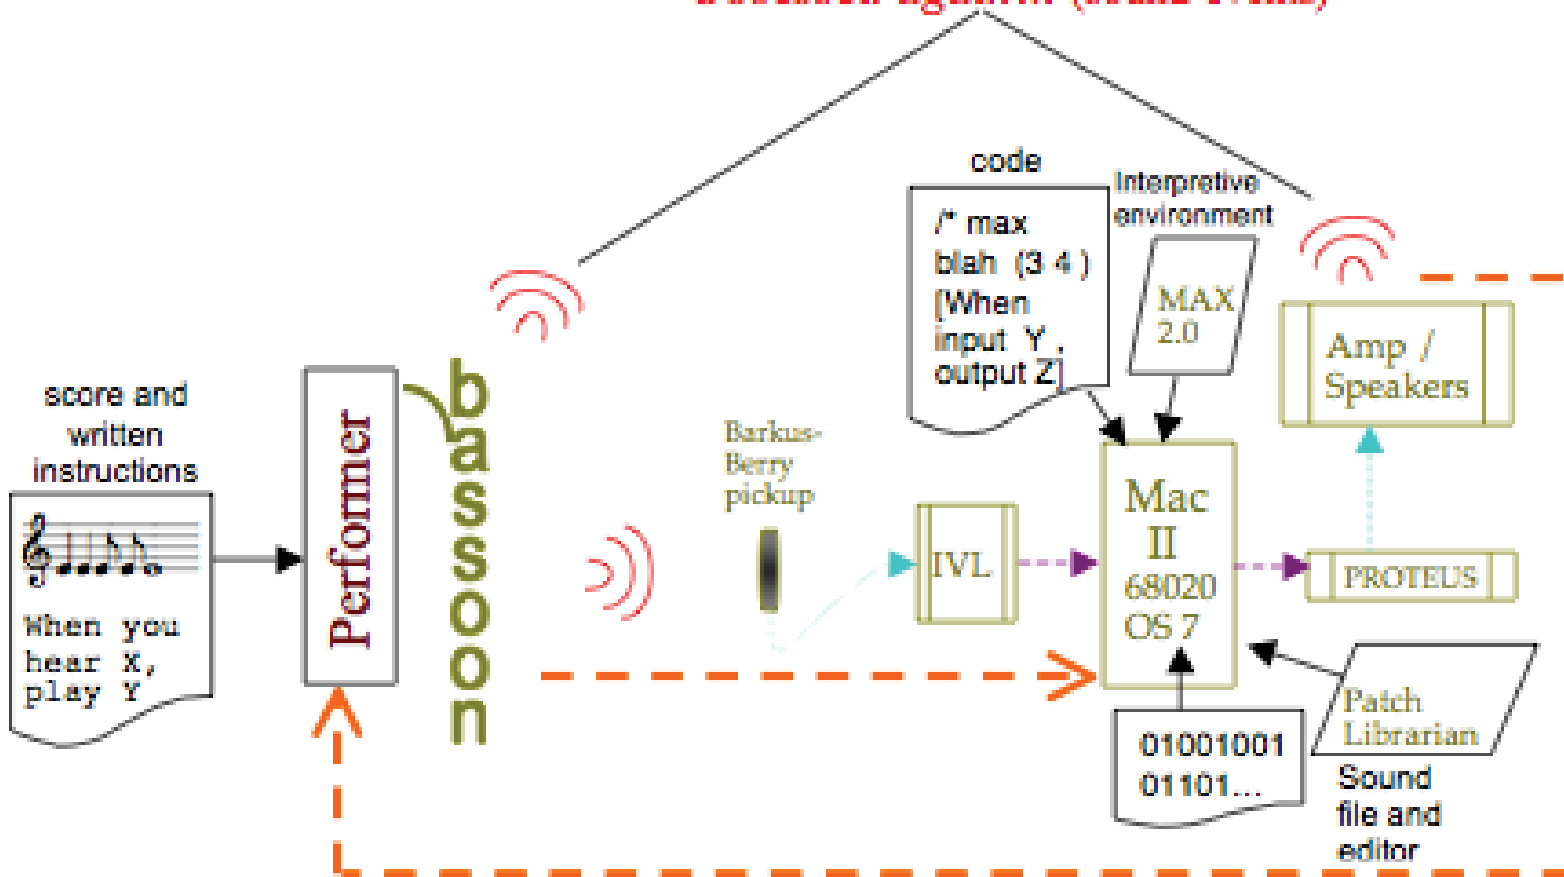 code
/* max
blah (3 4 )
[When
input Y ,
output Z]
Interpretive
environment
MAX
2.0
Amp /
Speakers
score and
written
instructions
When you
hear X,
play Y
Performer
bassoon
Barkus-
Berry
pickup
IVL
Mac
II
68020
OS 7
PROTEUS
01001001
01101...
Patch
Librarian
Sound
file and
editor